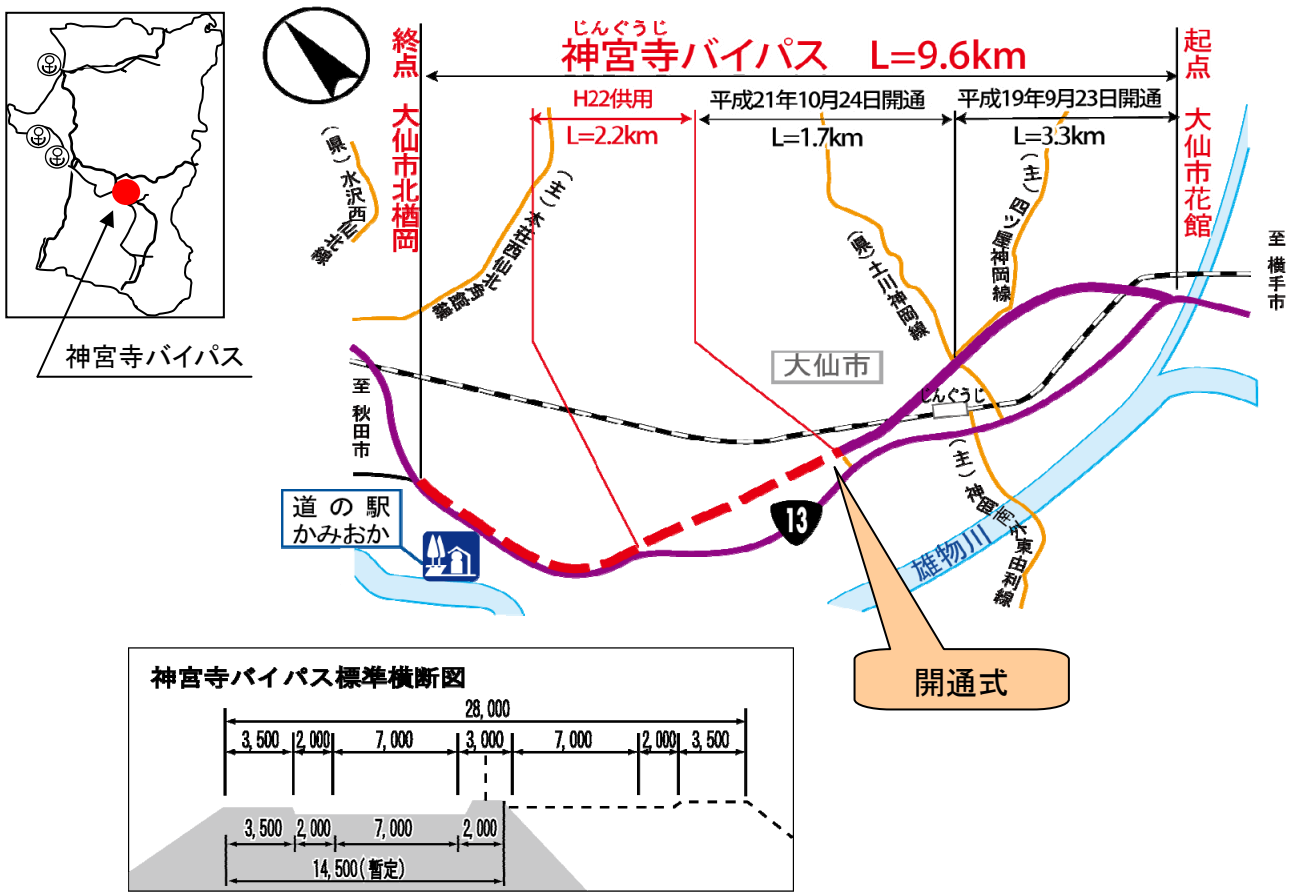 じんぐうじ
神宮寺バイパス L=9.6km
終点 大仙市北楢岡
起点 大仙市花館
H22供用
L=2.2km
平成21年10月24日開通
L=1.7km
平成19年9月23日開通
L=3.3km
(県)水沢西仙北線
(主)本荘西仙北角館線
(県)土川神岡線
(主)四ツ屋神岡線
至 横手市
神宮寺バイパス
大仙市
至 秋田市
じんぐうじ
(主)神岡南外東由利線
道の駅
かみおか
13
雄物川
開通式
神宮寺バイパス標準横断図
28,000
3,500 2,000 7,000 3,000 7,000 2,000 3,500
3,500 2,000 7,000 2,000
14,500(暫定)